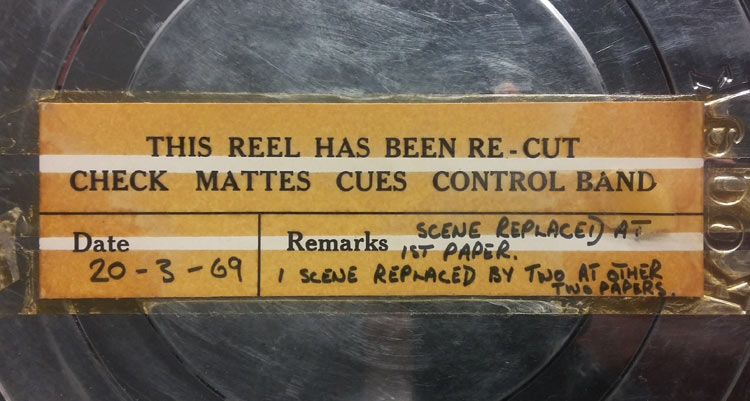 THIS REEL HAS BEEN RE-CUT
CHECK MATTES CUES CONTROL BAND
Date
20-3-69
Remarks SCENE REPLACED AT
1ST PAPER.
1 SCENE REPLACED BY TWO AT OTHER
TWO PAPERS.
Kodak